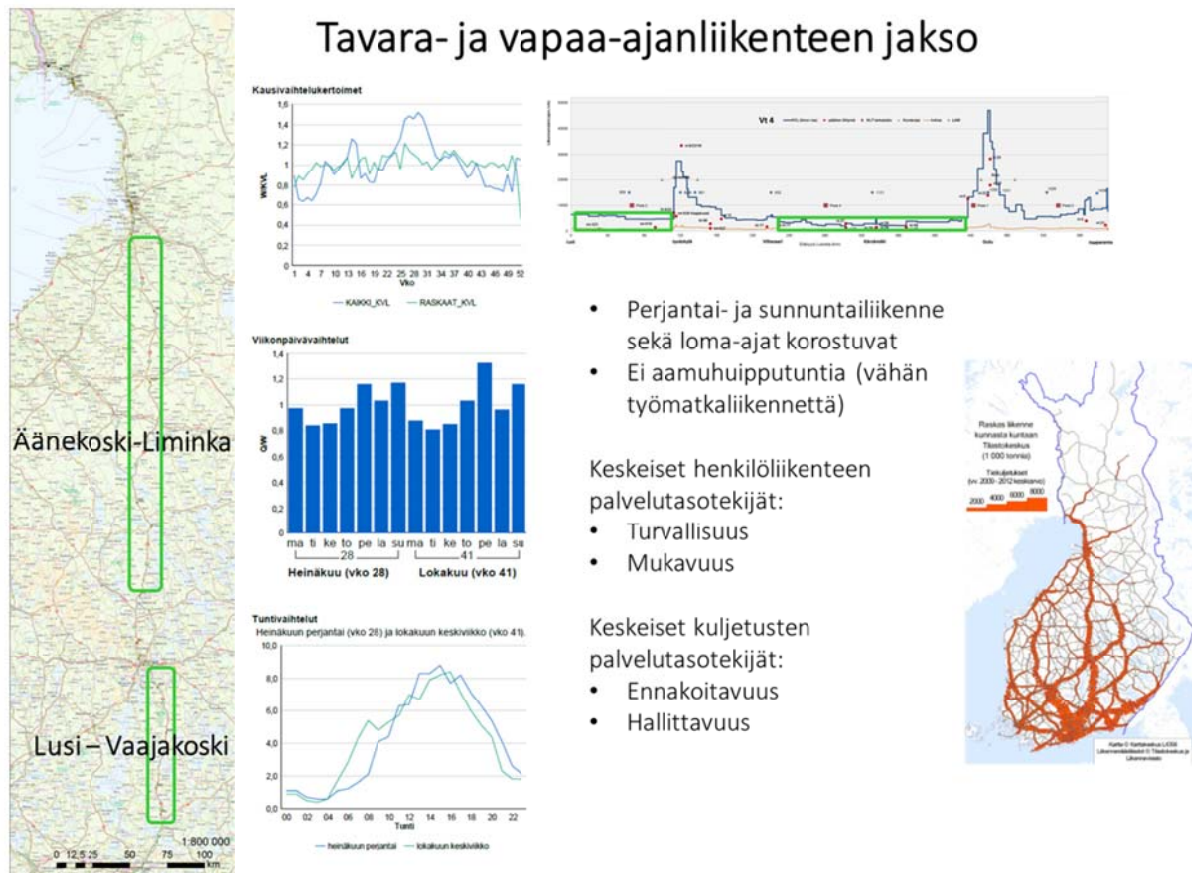 Tavara- ja vapaa-ajanliikenteen jakso
Äänekoski-Liminka
Lusi – Vaajakoski
1:800 000
0 12,5 25 50 75 100
km
Kausivaihtelukertoimet
1,6
1,4
1,2
1
0,8
0,6
0,4
0,2
0
W/KVL
1 4 7 10 13 16 19 22 25 28 31 34 37 40 43 46 49 52
Vko
KAIKKI_KVL RASKAAT_KVL
Viikonpäivävaihtelut
1,4
1,2
1
0,8
0,6
0,4
0,2
0
Q/W
ma ti ke to pe la su ma ti ke to pe la su
28 41
Heinäkuu (vko 28) Lokakuu (vko 41)
Tuntivaihtelut
Heinäkuun perjantai (vko 28) ja lokakuun keskiviikko (vko 41).
10,0
8,0
6,0
4,0
2,0
0,0
00 02 04 06 08 10 12 14 16 18 20 22
Tunti
heinäkuun perjantai lokakuun keskiviikko
Vt 4
• Perjantai- ja sunnuntailiikenne
sekä loma-ajat korostuvat
• Ei aamuhuipputuntia (vähän
työmatkaliikennettä)
Keskeiset henkilöliikenteen
palvelutasotekijät:
• Turvallisuus
• Mukavuus
Keskeiset kuljetusten
palvelutasotekijät:
• Ennakoitavuus
• Hallittavuus
Raskas liikenne
kunnasta kuntaan
Tilastokeskus
(1 000 tonnia)
Tiekuljetukset
(vv. 2000 - 2012 keskiarvo)
2000 4000 6000 8000